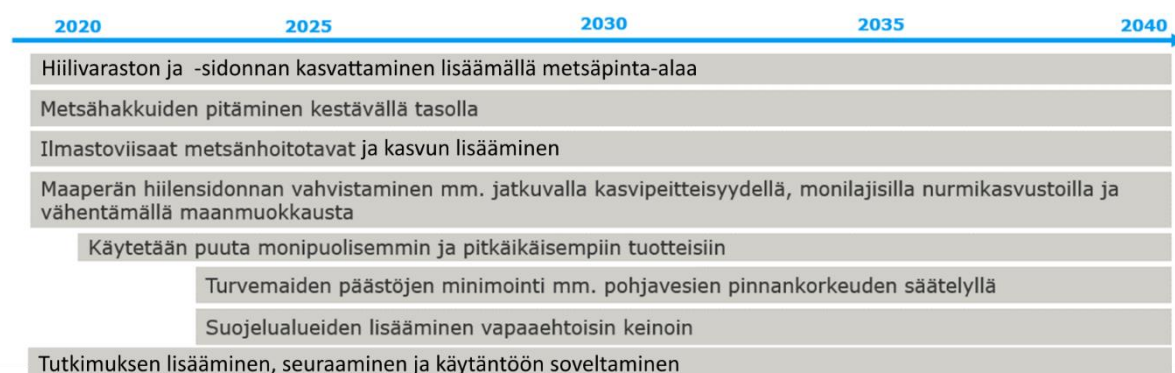 2020 2025 2030 2035 2040
Hiilivaraston ja -sidonnan kasvattaminen lisäämällä metsäpinta-alaa
Metsähakkuiden pitäminen kestävällä tasolla
Ilmastoviisaat metsänhoitotavat ja kasvun lisääminen
Maaperän hiilensidonnan vahvistaminen mm. jatkuvalla kasvipeitteisyydellä, monilajisilla nurmikasvustoilla ja
vähentämällä maanmuokkausta
Käytetään puuta monipuolisemmin ja pitkäikäisempiin tuotteisiin
Turvemaiden päästöjen minimointi mm. pohjavesien pinnankorkeuden säätelyllä
Suojelualueiden lisääminen vapaaehtoisin keinoin
Tutkimuksen lisääminen, seuraaminen ja käytäntöön soveltaminen